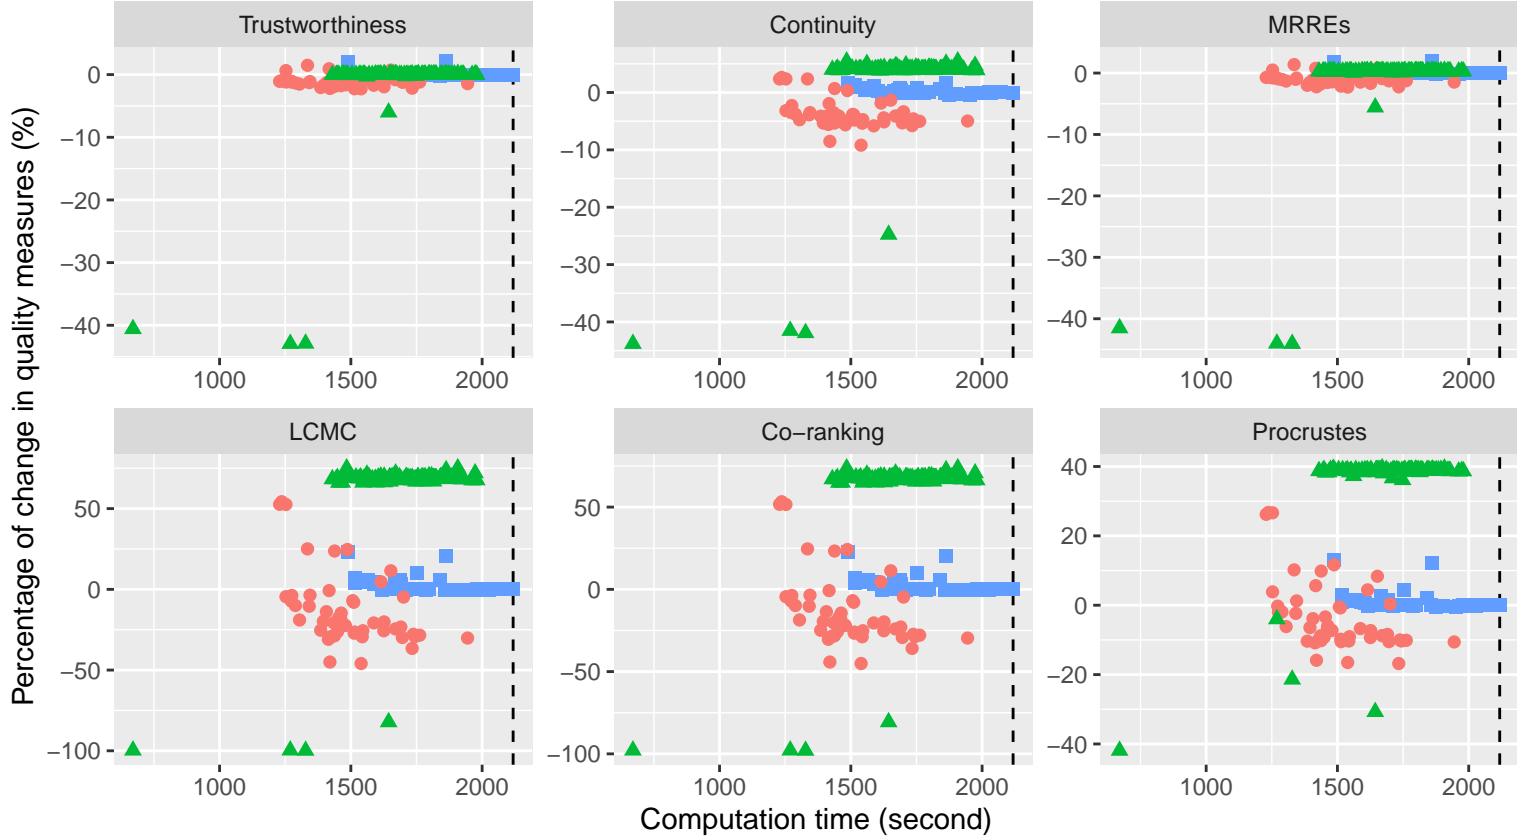 Trustworthiness
Continuity
MRREs
0
−10
−20
−30
−40
0
−10
−20
−30
−40
0
−10
−20
−30
−40
1000 1500 2000
1000 1500 2000
1000 1500 2000
LCMC
Co−ranking
Procrustes
50
0
−50
−100
50
0
−50
−100
40
20
0
−20
−40
1000 1500 2000
1000 1500 2000
1000 1500 2000
Computation time (second)
Percentage of change in quality measures (%)